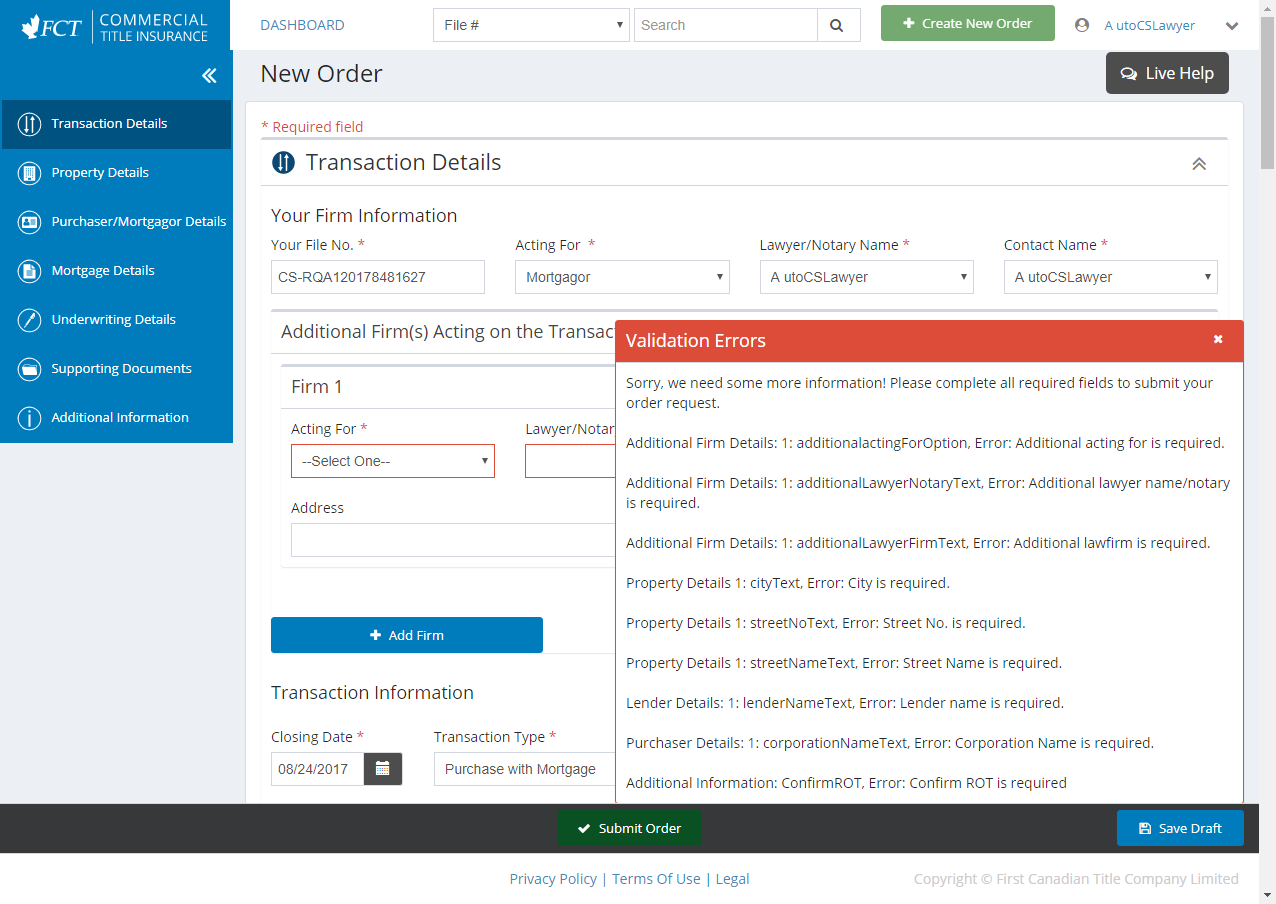 FCT
COMMERCIAL
TITLE INSURANCE
DASHBOARD
File #
Search
Create New Order
A utoCSLawyer
New Order
Live Help
Transaction Details
Property Details
Purchaser/Mortgagor Details
Mortgage Details
Underwriting Details
Supporting Documents
Additional Information
* Required field
Transaction Details
Your Firm Information
Your File No. *
Acting For *
Lawyer/Notary Name *
Contact Name *
CS-RQA120178481627
Mortgagor
A utoCSLawyer
A utoCSLawyer
Additional Firm(s) Acting on the Transac
Firm 1
Acting For *
Lawyer/Notar
--Select One--
Address
Add Firm
Transaction Information
Closing Date *
Transaction Type *
08/24/2017
Purchase with Mortgage
Validation Errors
Sorry, we need some more information! Please complete all required fields to submit your
order request.
Additional Firm Details: 1: additionalactingForOption, Error: Additional acting for is required.
Additional Firm Details: 1: additionalLawyerNotaryText, Error: Additional lawyer name/notary
is required.
Additional Firm Details: 1: additionalLawyerFirmText, Error: Additional lawfirm is required.
Property Details 1: cityText, Error: City is required.
Property Details 1: streetNoText, Error: Street No. is required.
Property Details 1: streetNameText, Error: Street Name is required.
Lender Details: 1: lenderNameText, Error: Lender name is required.
Purchaser Details: 1: corporationNameText, Error: Corporation Name is required.
Additional Information: ConfirmROT, Error: Confirm ROT is required
Submit Order
Save Draft
Privacy Policy | Terms Of Use | Legal
Copyright © First Canadian Title Company Limited